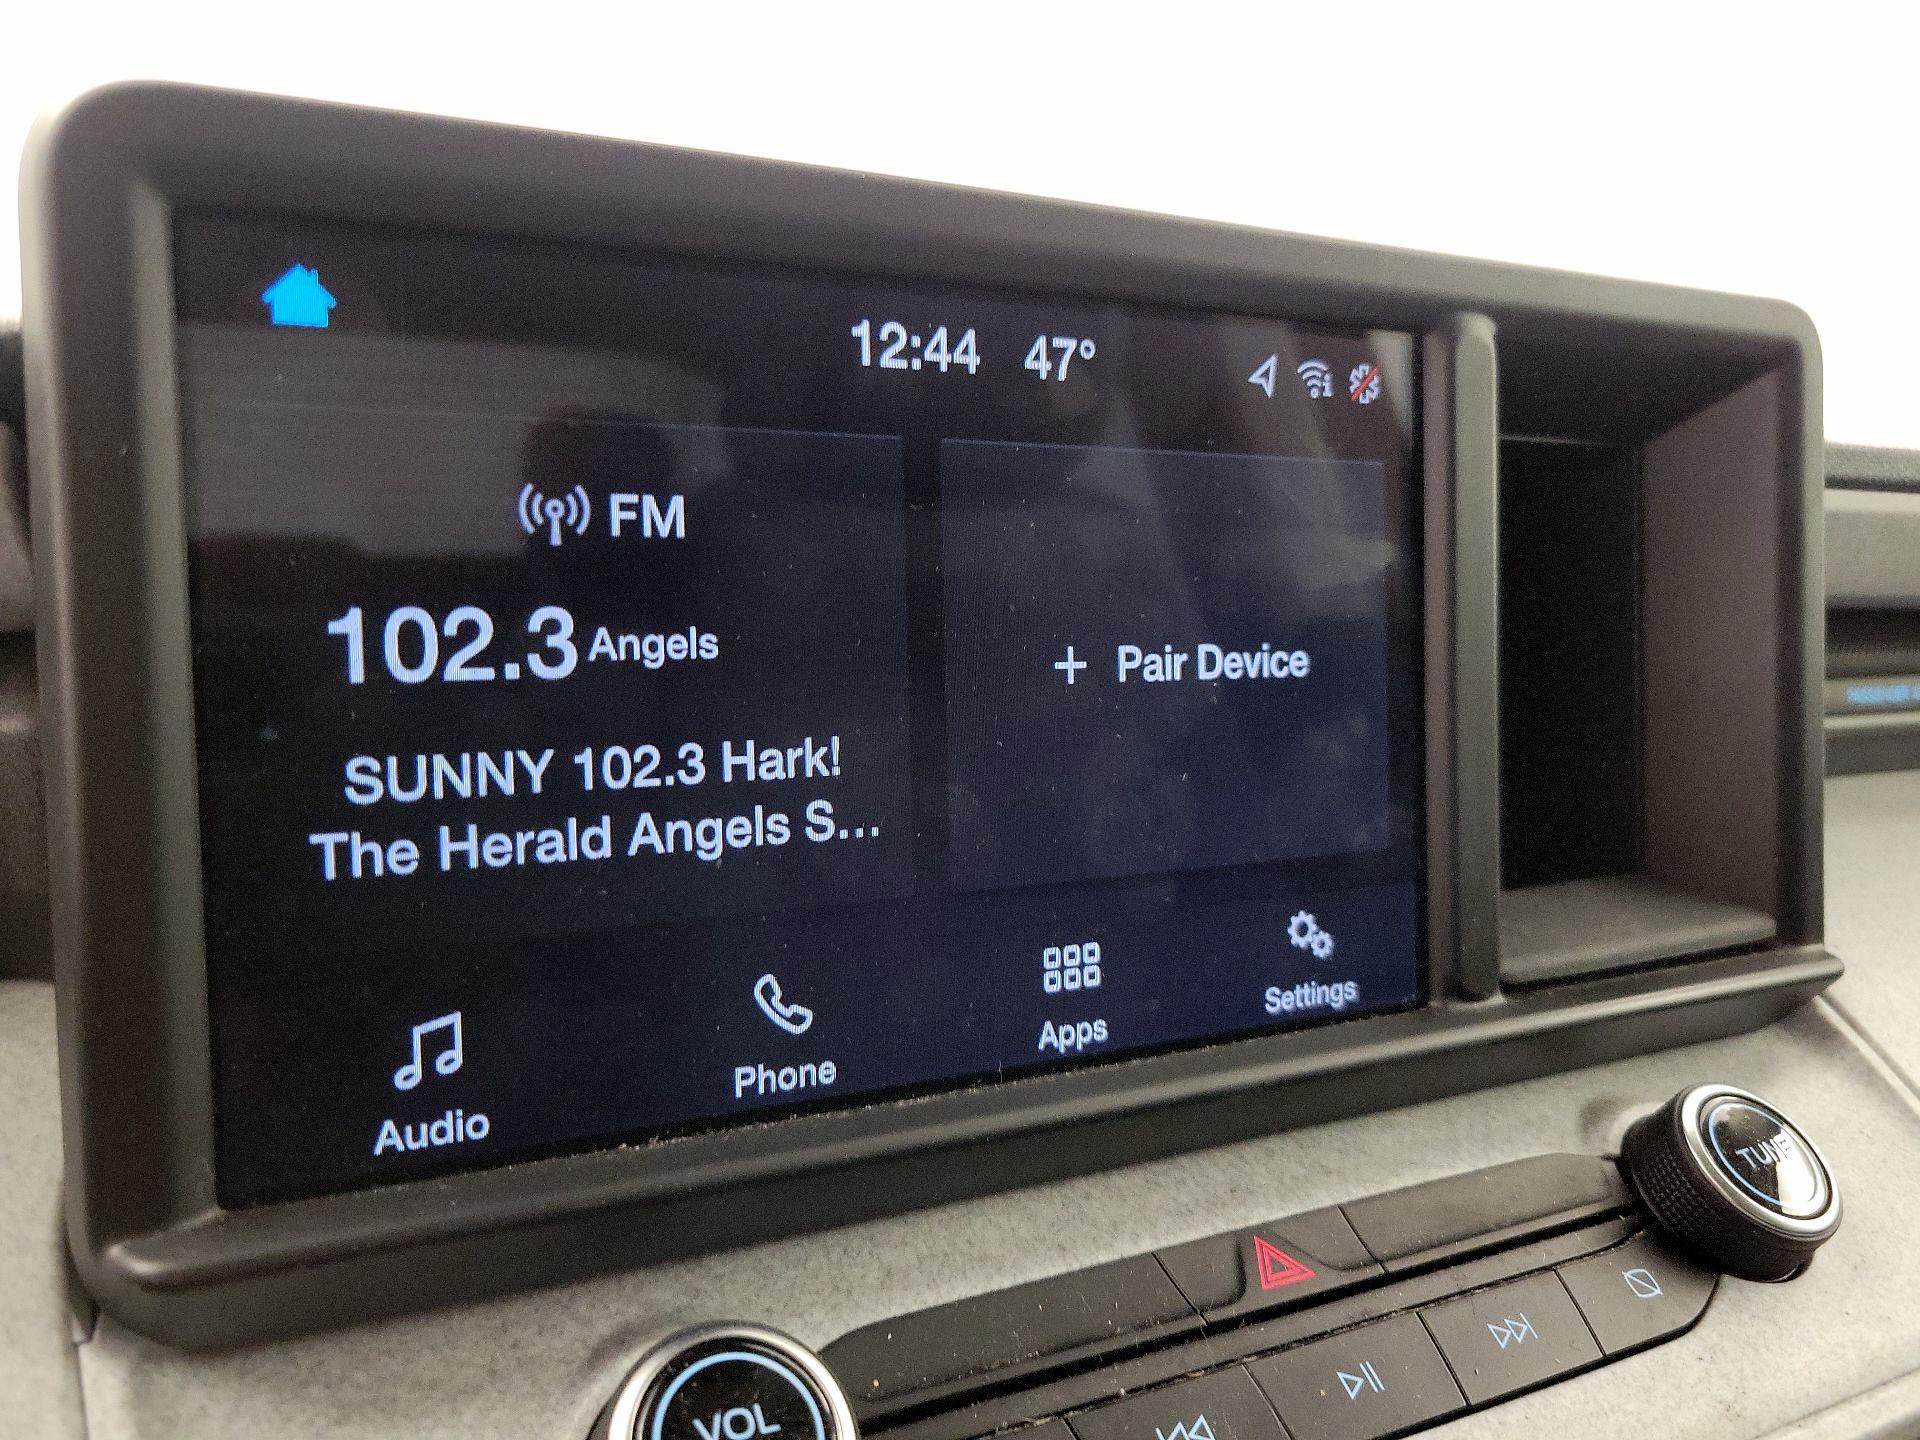 12:44 47°
FM
102.3 Angels
SUNNY 102.3 Hark!
The Herald Angels S...
+ Pair Device
Audio
Phone
Apps
Settings
TUNE
VOL